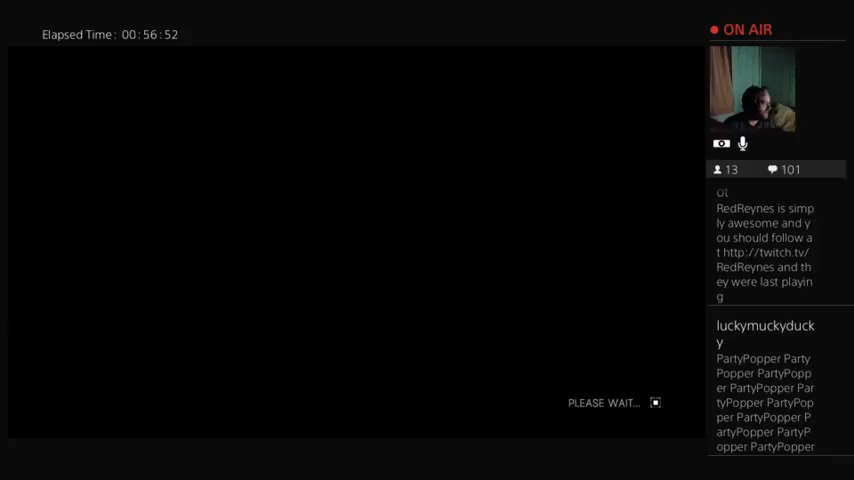 Elapsed Time: 00:56:52
ON AIR
13
101
RedReynes is simp
ly awesome and y
ou should follow a
t http://twitch.tv/
RedReynes and th
ey were last playin
g
luckymuckyduck
y
PartyPopper Party
Popper PartyPopp
er PartyPopper Par
tyPopper PartyPop
per PartyPopper P
artyPopper PartyP
opper PartyPopper
PLEASE WAIT...